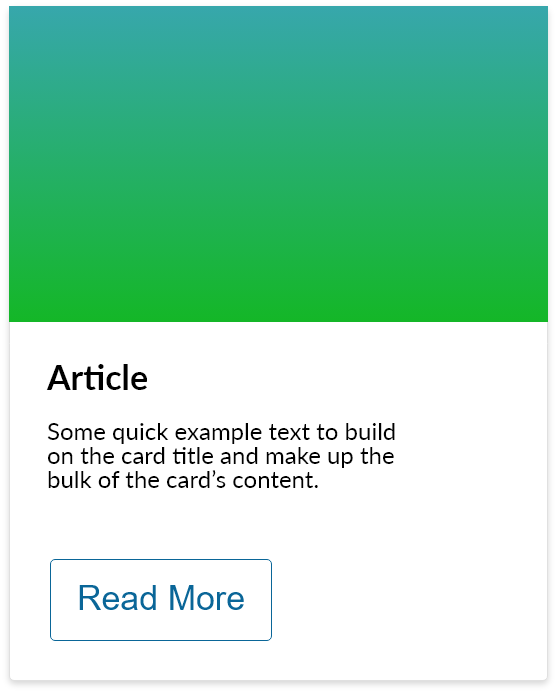 Article
Some quick example text to build
on the card title and make up the
bulk of the card’s content.
Read More